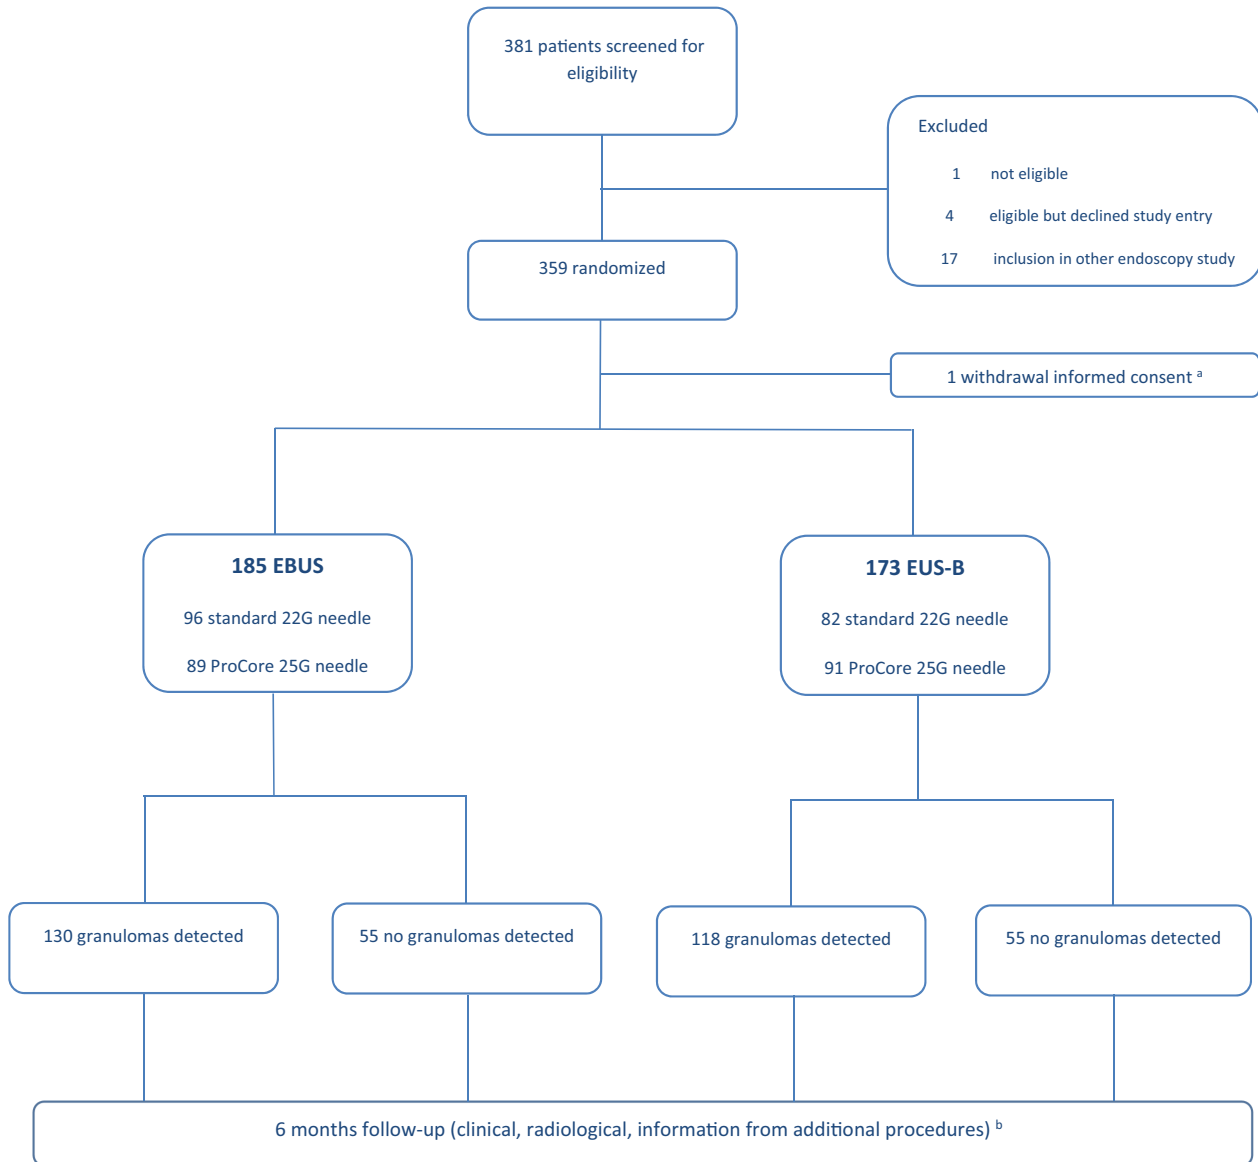 381 patients screened for
eligibility
Excluded
1 not eligible
4 eligible but declined study entry
17 inclusion in other endoscopy study
359 randomized
1 withdrawal informed consent a
185 EBUS
96 standard 22G needle
89 ProCore 25G needle
173 EUS-B
82 standard 22G needle
91 ProCore 25G needle
130 granulomas detected
55 no granulomas detected
118 granulomas detected
55 no granulomas detected
6 months follow-up (clinical, radiological, information from additional procedures) b